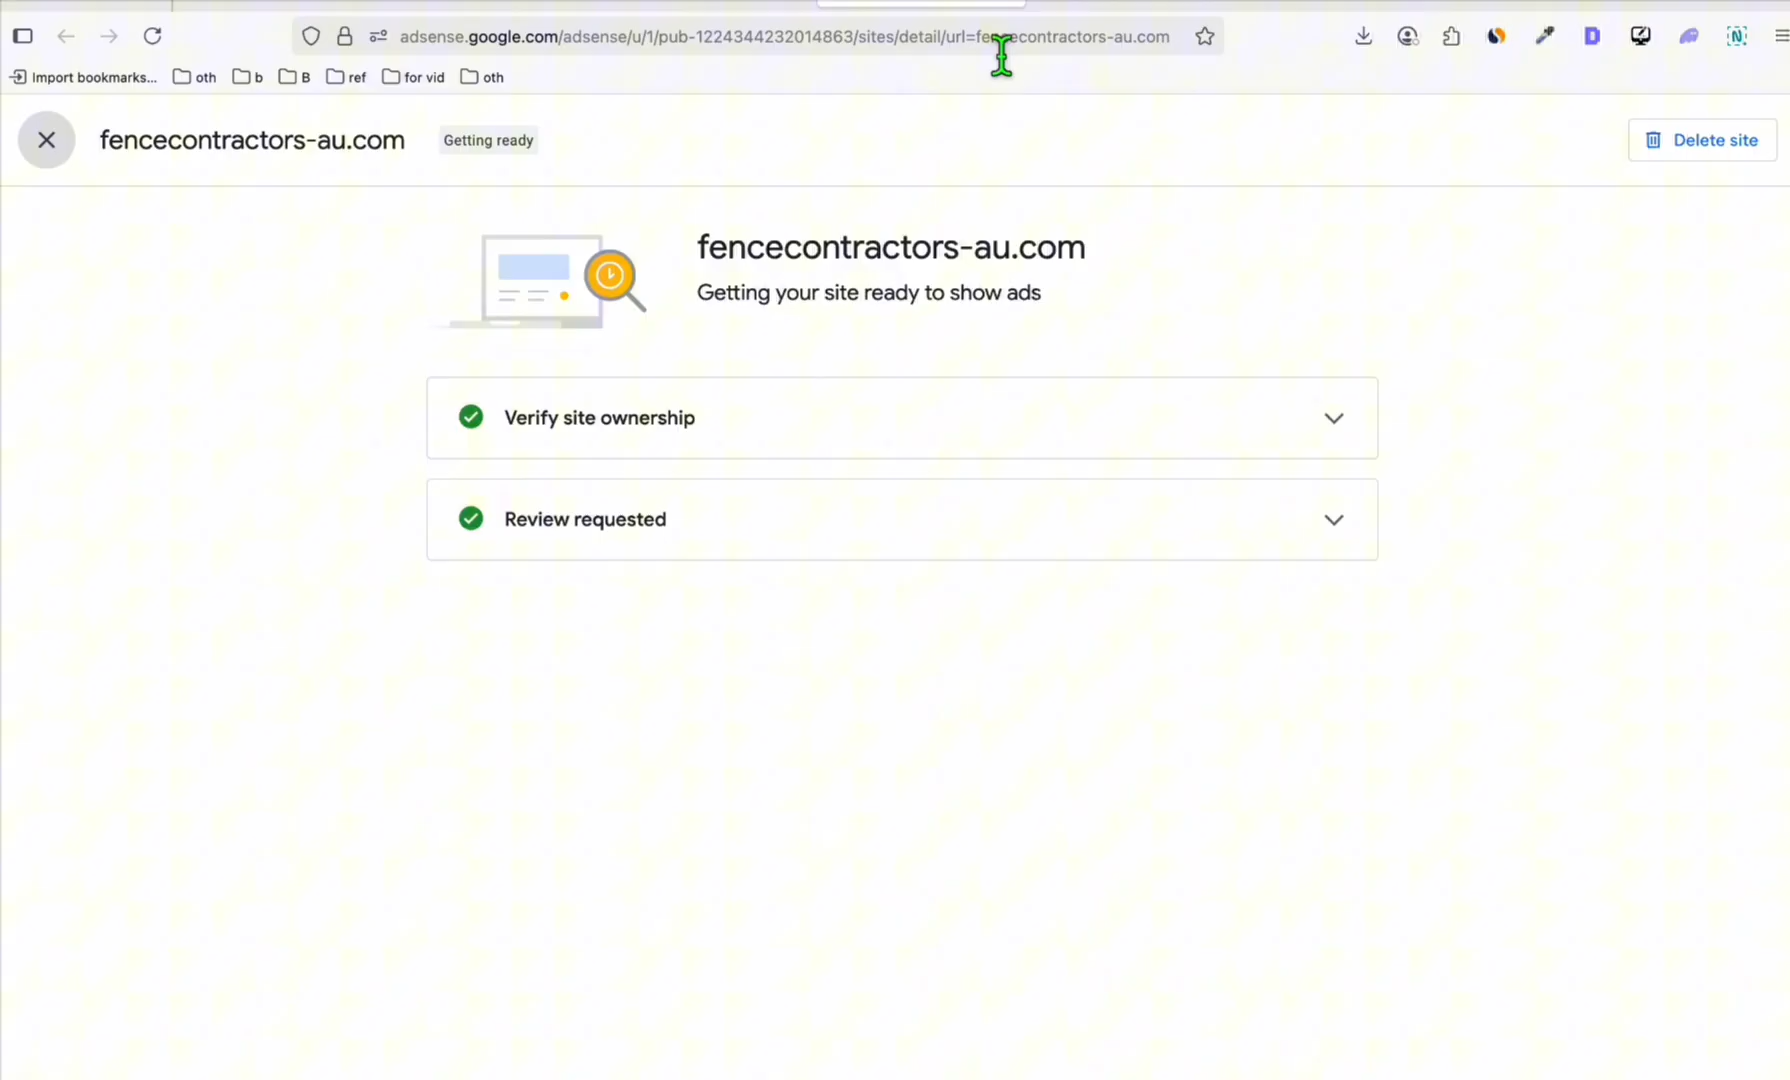 adsense.google.com/adsense/u/1/pub-1224344232014863/sites/detail/url=fencecontractors-au.com
Import bookmarks... oth b B ref for vid oth
fencecontractors-au.com Getting ready Delete site
fencecontractors-au.com
Getting your site ready to show ads
Verify site ownership
Review requested